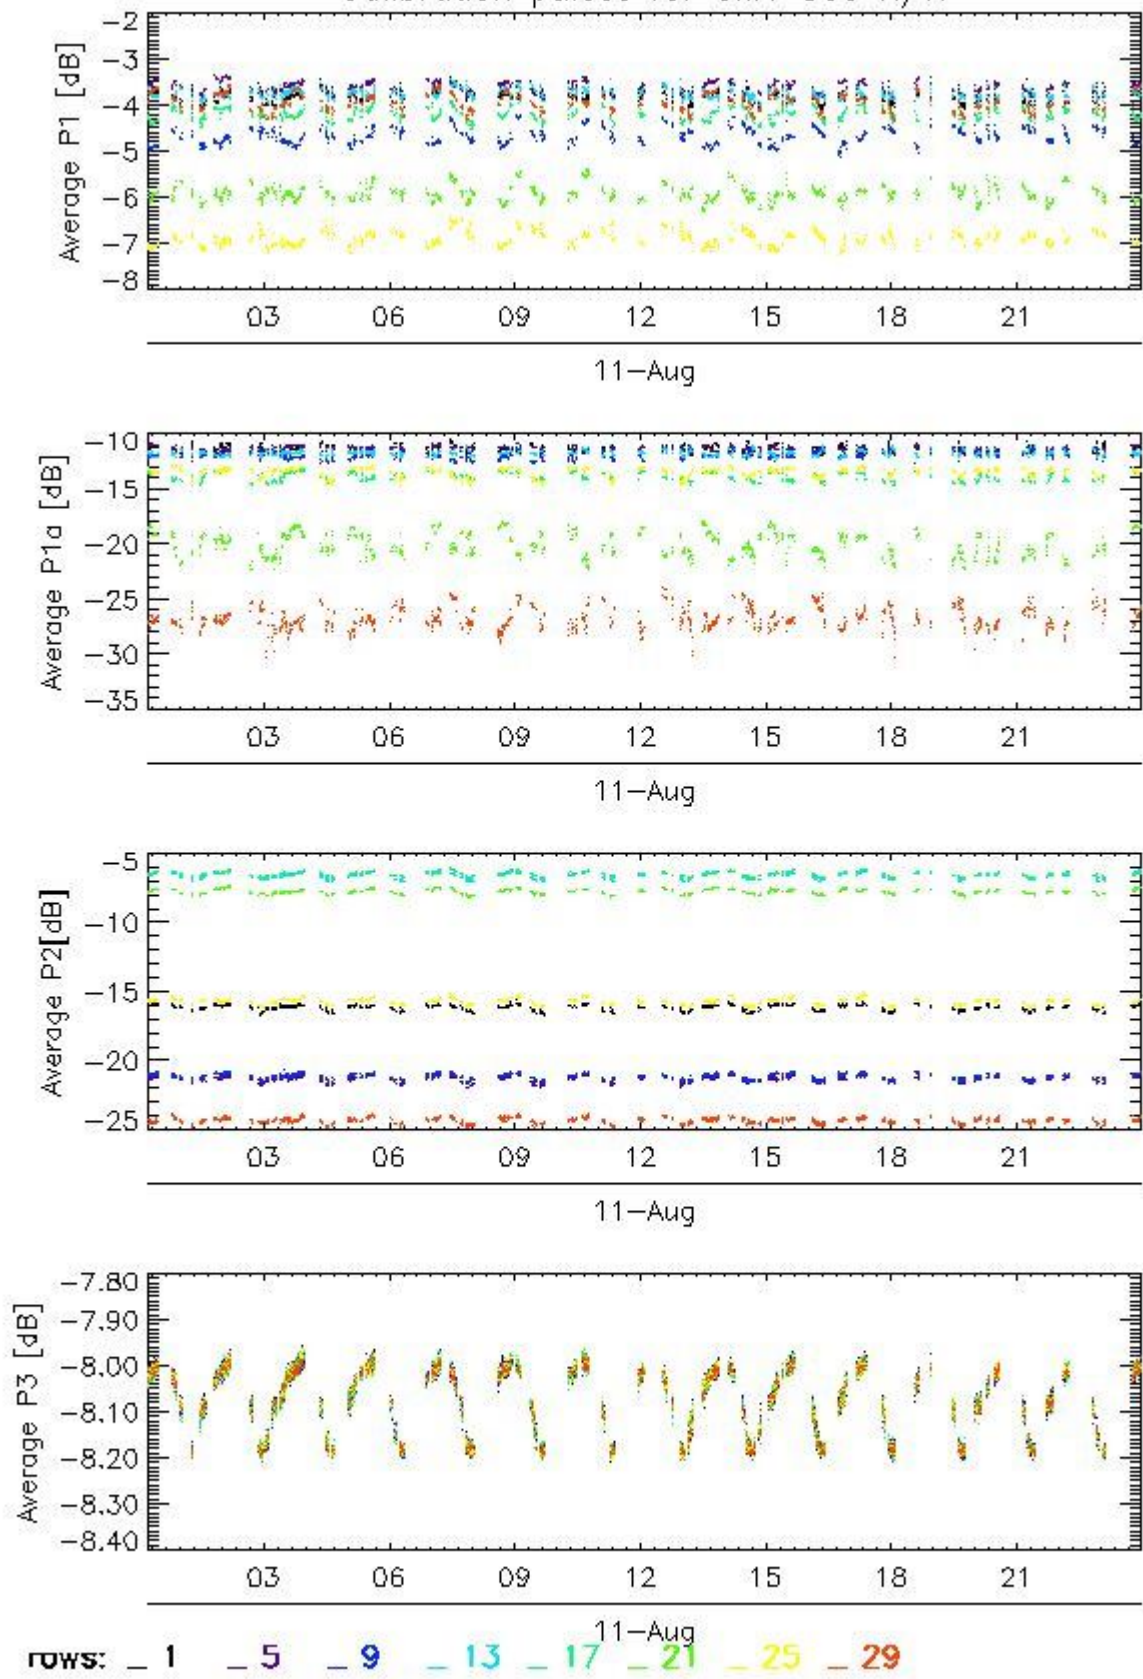 -2
-3
-4
-5
-6
-7
-8
Average P1 [dB]
03 06 09 12 15 18 21
11-Aug
-10
-15
-20
-25
-30
-35
Average P1a [dB]
03 06 09 12 15 18 21
11-Aug
-5
-10
-15
-20
-25
Average P2[dB]
03 06 09 12 15 18 21
11-Aug
-7.80
-7.90
-8.00
-8.10
-8.20
-8.30
-8.40
Average P3 [dB]
03 06 09 12 15 18 21
11-Aug
rows: _ 1 _ 5 _ 9 _ 13 _ 17 _ 21 _ 25 _ 29